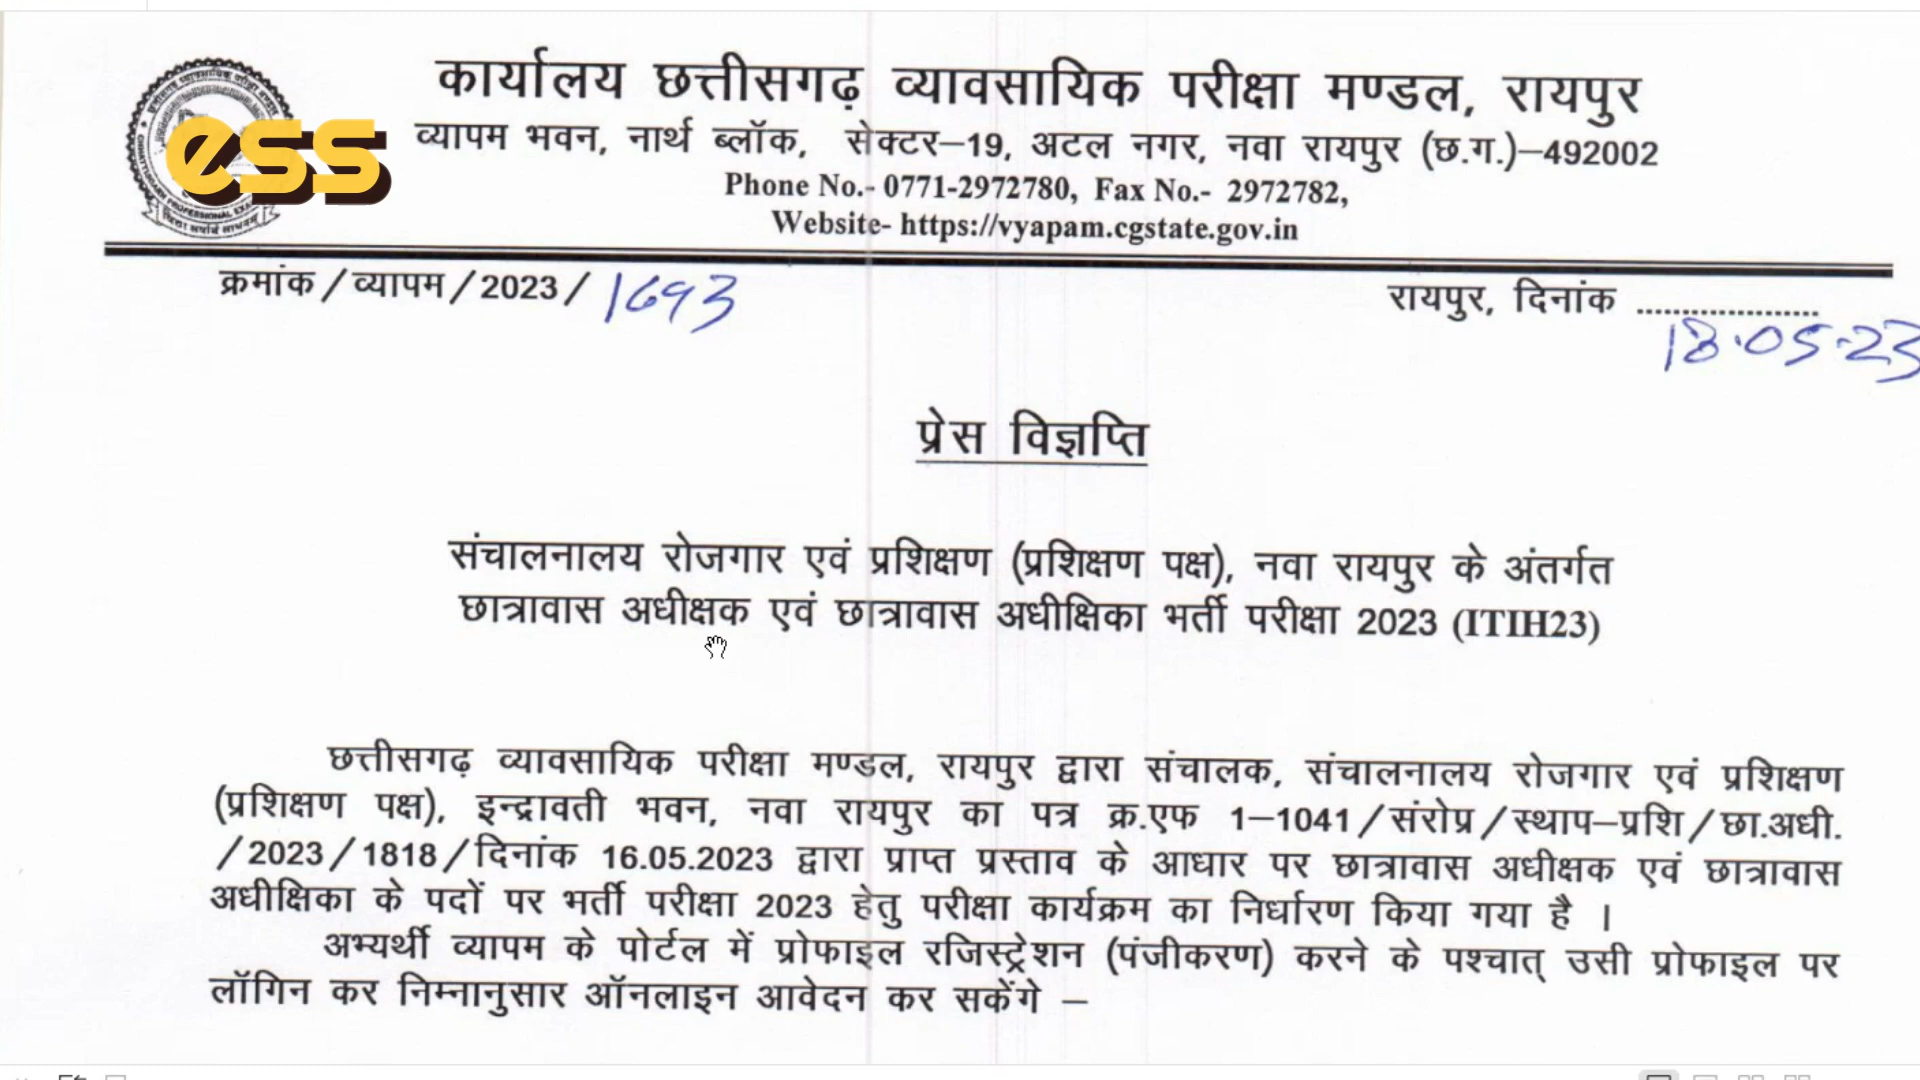 कार्यालय छत्तीसगढ़ व्यावसायिक परीक्षा मण्डल, रायपुर
ess
व्यापम भवन, नार्थ ब्लॉक, सेक्टर–19, अटल नगर, नवा रायपुर (छ.ग.)–492002
Phone No.- 0771-2972780, Fax No.- 2972782,
Website- https://vyapam.cgstate.gov.in
क्रमांक / व्यापम / 2023 / 1693
रायपुर, दिनांक ....................
18.05.23
प्रेस विज्ञप्ति
संचालनालय रोजगार एवं प्रशिक्षण (प्रशिक्षण पक्ष), नवा रायपुर के अंतर्गत
छात्रावास अधीक्षक एवं छात्रावास अधीक्षिका भर्ती परीक्षा 2023 (ITIH23)
छत्तीसगढ़ व्यावसायिक परीक्षा मण्डल, रायपुर द्वारा संचालक, संचालनालय रोजगार एवं प्रशिक्षण
(प्रशिक्षण पक्ष), इन्द्रावती भवन, नवा रायपुर का पत्र क्र.एफ 1–1041/संरोप्र/स्थाप–प्रशि/छा.अधी.
/2023/1818/दिनांक 16.05.2023 द्वारा प्राप्त प्रस्ताव के आधार पर छात्रावास अधीक्षक एवं छात्रावास
अधीक्षिका के पदों पर भर्ती परीक्षा 2023 हेतु परीक्षा कार्यक्रम का निर्धारण किया गया है ।
अभ्यर्थी व्यापम के पोर्टल में प्रोफाइल रजिस्ट्रेशन (पंजीकरण) करने के पश्चात् उसी प्रोफाइल पर
लॉगिन कर निम्नानुसार ऑनलाइन आवेदन कर सकेंगे –